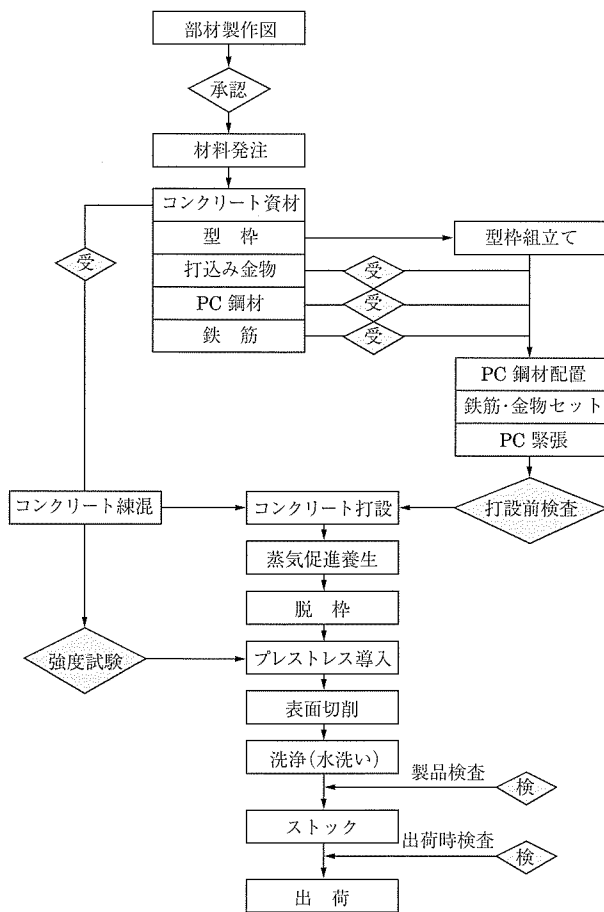 部材製作図
承認
材料発注
コンクリート資材
型 枠
型枠組立て
受
打込み金物
受
PC 鋼材
受
鉄 筋
受
PC 鋼材配置
鉄筋・金物セット
PC 緊張
コンクリート練混
コンクリート打設
打設前検査
蒸気促進養生
脱 枠
強度試験
プレストレス導入
表面切削
洗浄(水洗い)
製品検査
検
ストック
出荷時検査
検
出 荷